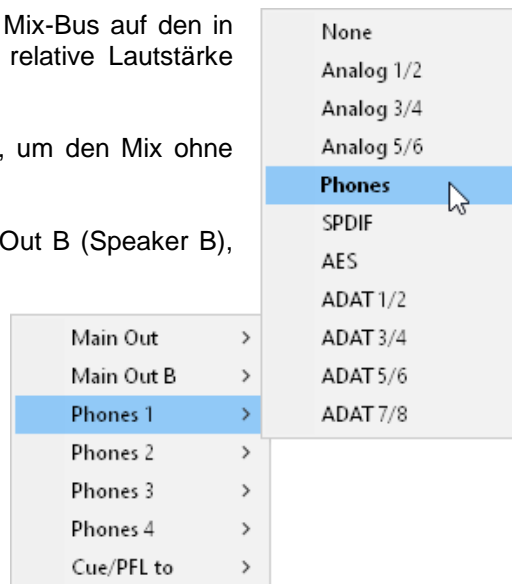 Mix-Bus auf den in
relative Lautstärke
, um den Mix ohne
Out B (Speaker B),
None
Analog 1/2
Analog 3/4
Analog 5/6
Phones
SPDIF
AES
ADAT 1/2
ADAT 3/4
ADAT 5/6
ADAT 7/8
Main Out >
Main Out B >
Phones 1 >
Phones 2 >
Phones 3 >
Phones 4 >
Cue/PFL to >